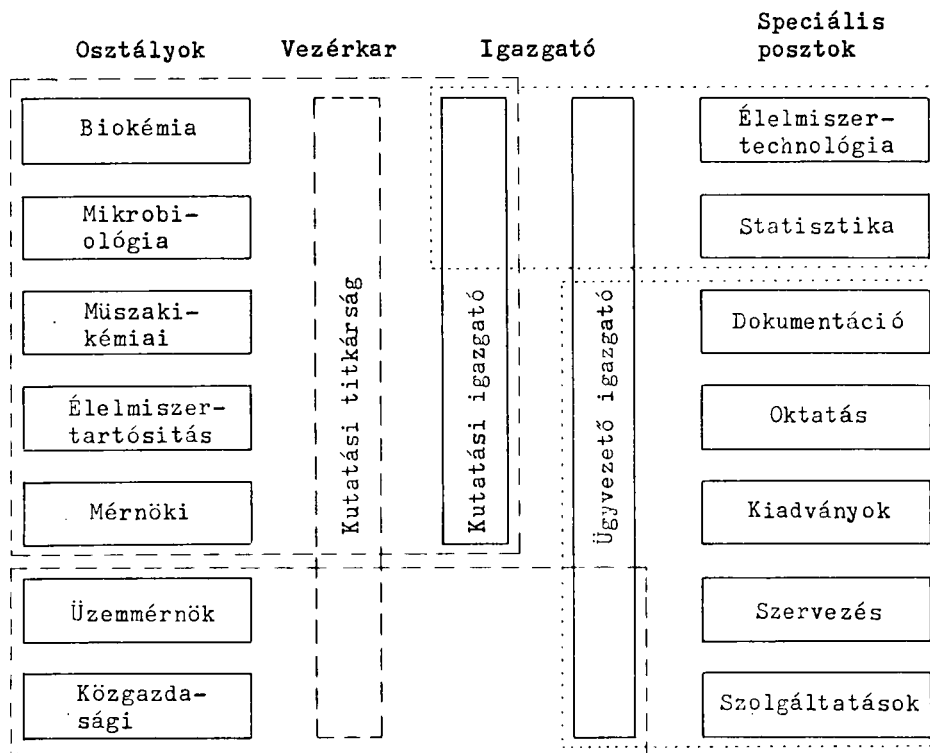 Osztályok
Vezérkar
Igazgató
Speciális
posztok
Biokémia
Mikrobi-
ológia
Müszaki-
kémiai
Élelmiszer-
tartósitás
Mérnöki
Üzemmérnök
Közgazda-
sági
Kutatási titkárság
Kutatási igazgató
Ügyvezető igazgató
Élelmiszer-
technológia
Statisztika
Dokumentáció
Oktatás
Kiadványok
Szervezés
Szolgáltatások